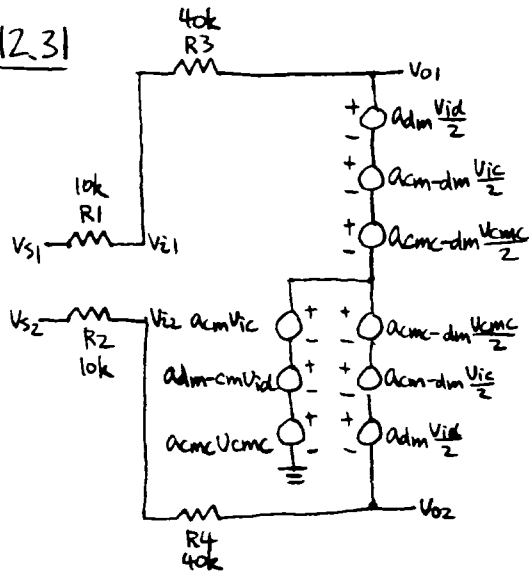 12.31
40k
R3
Vo1
+
-
adm Vid/2
+
-
acm-dm Vic/2
10k
R1
+
-
acmc-dm Vcmc/2
Vs1
Vi1
Vs2
Vi2
R2
10k
acmVic
+
-
+
-
acmc-dm Vcmc/2
adm-cmVid
+
-
+
-
acm-dm Vic/2
acmcVcmc
+
-
+
-
adm Vid/2
R4
40k
Vo2